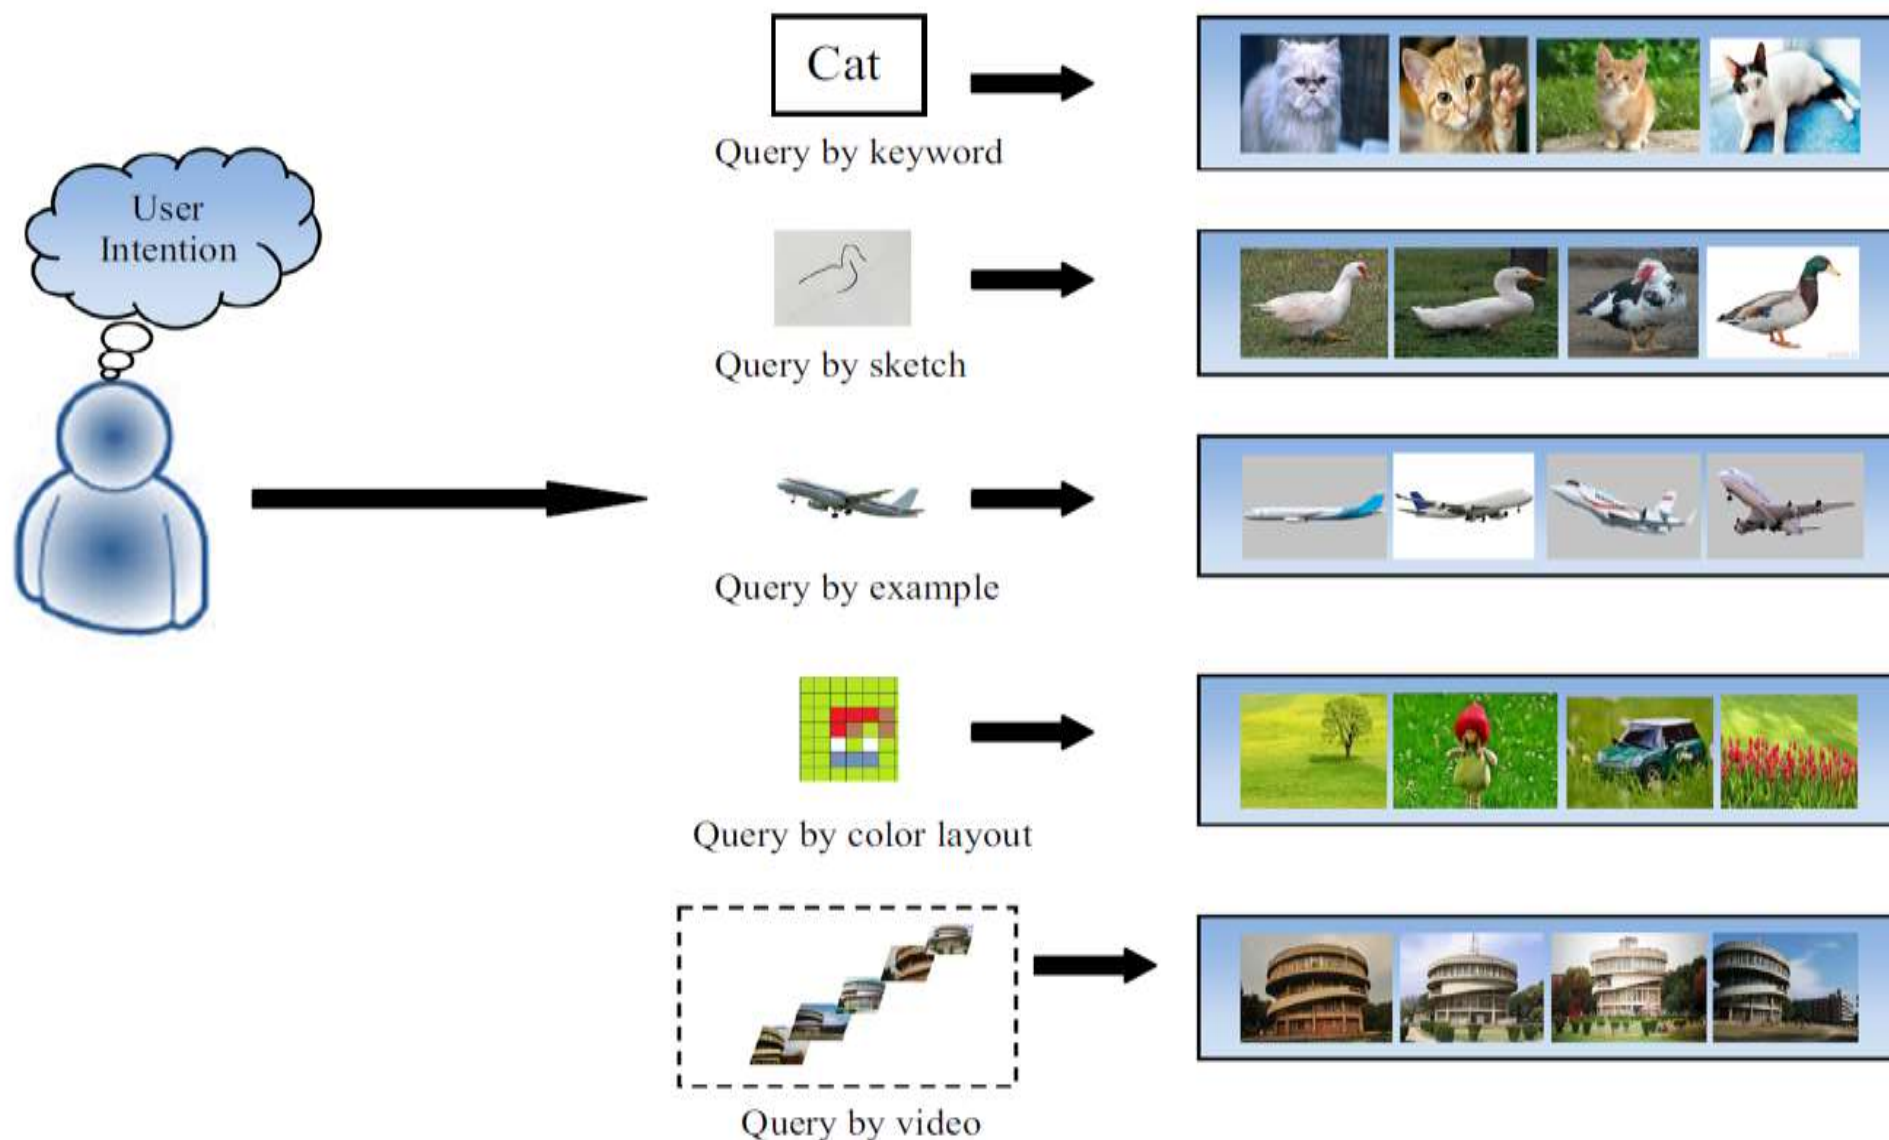 User
Intention
Cat
Query by keyword
Query by sketch
Query by example
Query by color layout
Query by video